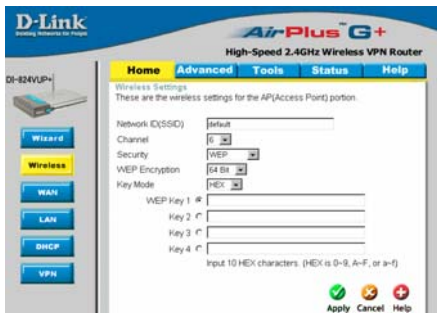 D-Link
Building Networks for People
AirPlus G+
High-Speed 2.4GHz Wireless VPN Router
DI-824VUP+
Home Advanced Tools Status Help
Wireless Settings
These are the wireless settings for the AP(Access Point) portion.
Network ID(SSID) default
Channel 6
Security WEP
WEP Encryption 64 Bit
Key Mode HEX
WEP Key 1
Key 2
Key 3
Key 4
Input 10 HEX characters. (HEX is 0~9, A~F, or a~f)
Wizard
Wireless
WAN
LAN
DHCP
VPN
Apply Cancel Help